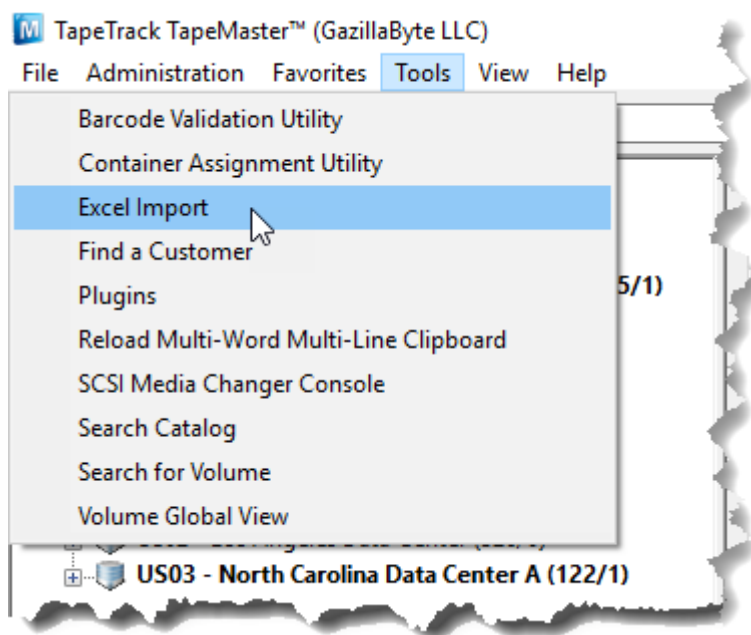 TapeTrack TapeMaster™ (GazillaByte LLC)
File Administration Favorites Tools View Help
Barcode Validation Utility
Container Assignment Utility
Excel Import
Find a Customer
Plugins
5/1)
Reload Multi-Word Multi-Line Clipboard
SCSI Media Changer Console
Search Catalog
Search for Volume
Volume Global View
US03 - North Carolina Data Center A (122/1)